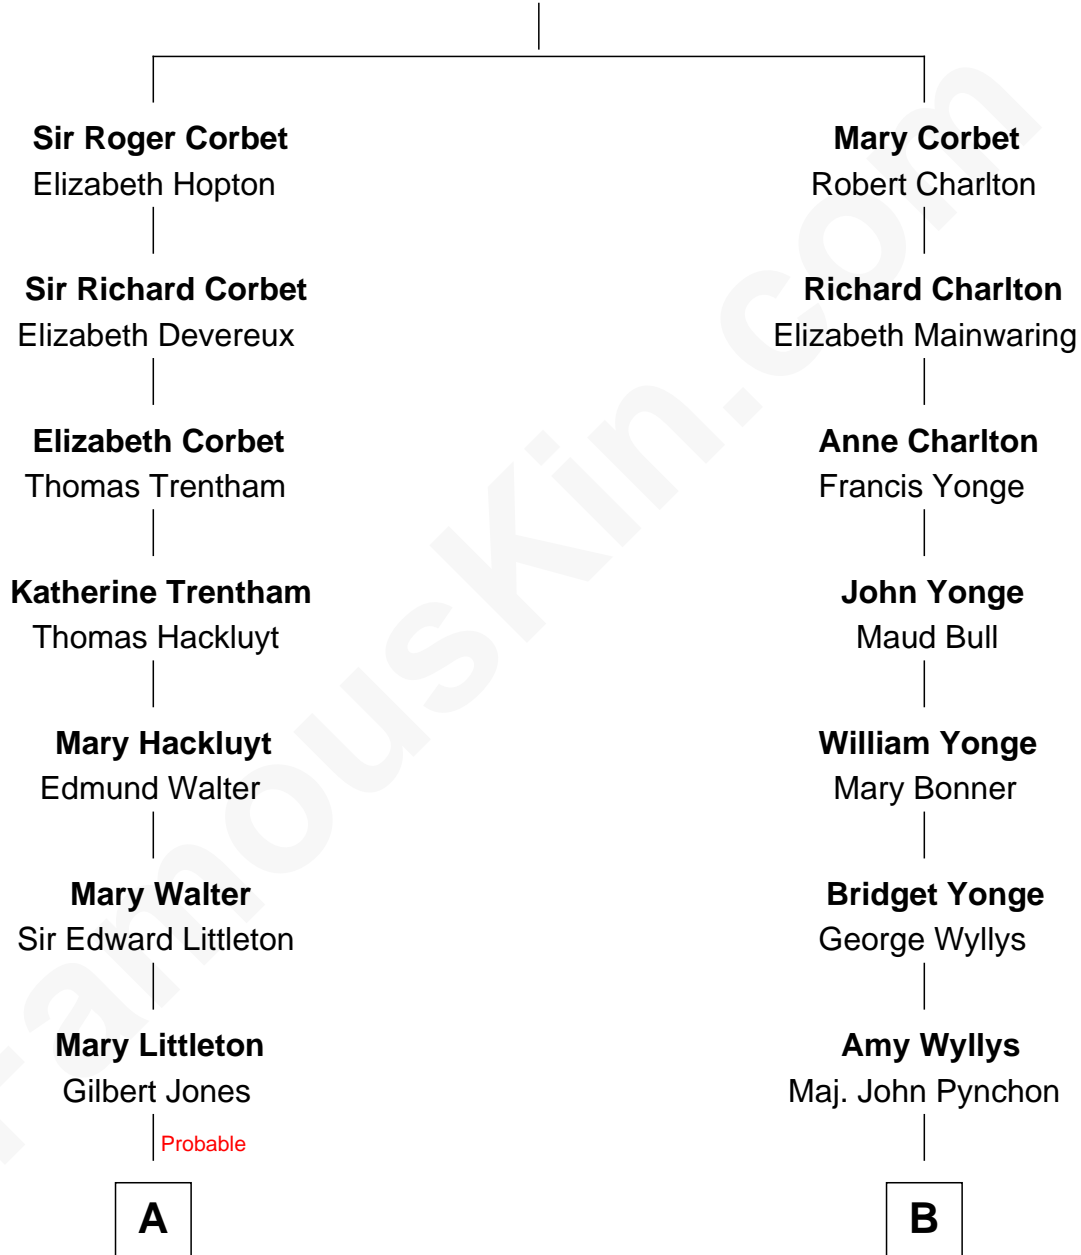 Sir Roger Corbet
Elizabeth Hopton
Mary Corbet
Robert Charlton
Sir Richard Corbet
Elizabeth Devereux
Richard Charlton
Elizabeth Mainwaring
Elizabeth Corbet
Thomas Trentham
Anne Charlton
Francis Yonge
Katherine Trentham
Thomas Hackluyt
John Yonge
Maud Bull
Mary Hackluyt
Edmund Walter
William Yonge
Mary Bonner
Mary Walter
Sir Edward Littleton
Bridget Yonge
George Wyllys
Mary Littleton
Gilbert Jones
Amy Wyllys
Maj. John Pynchon
Probable
A
B
FamousKin.com